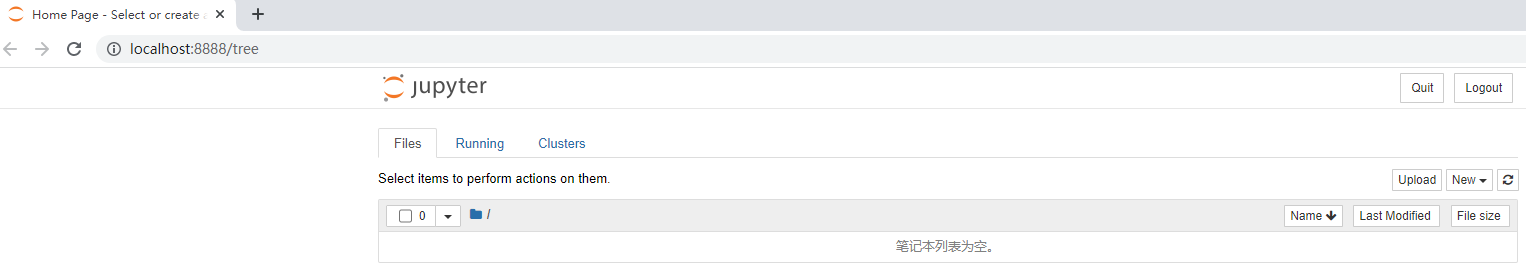 Home Page - Select or create
localhost:8888/tree
jupyter
Quit Logout
Files Running Clusters
Select items to perform actions on them.
Upload New
0 / Name Last Modified File size
笔记本列表为空。